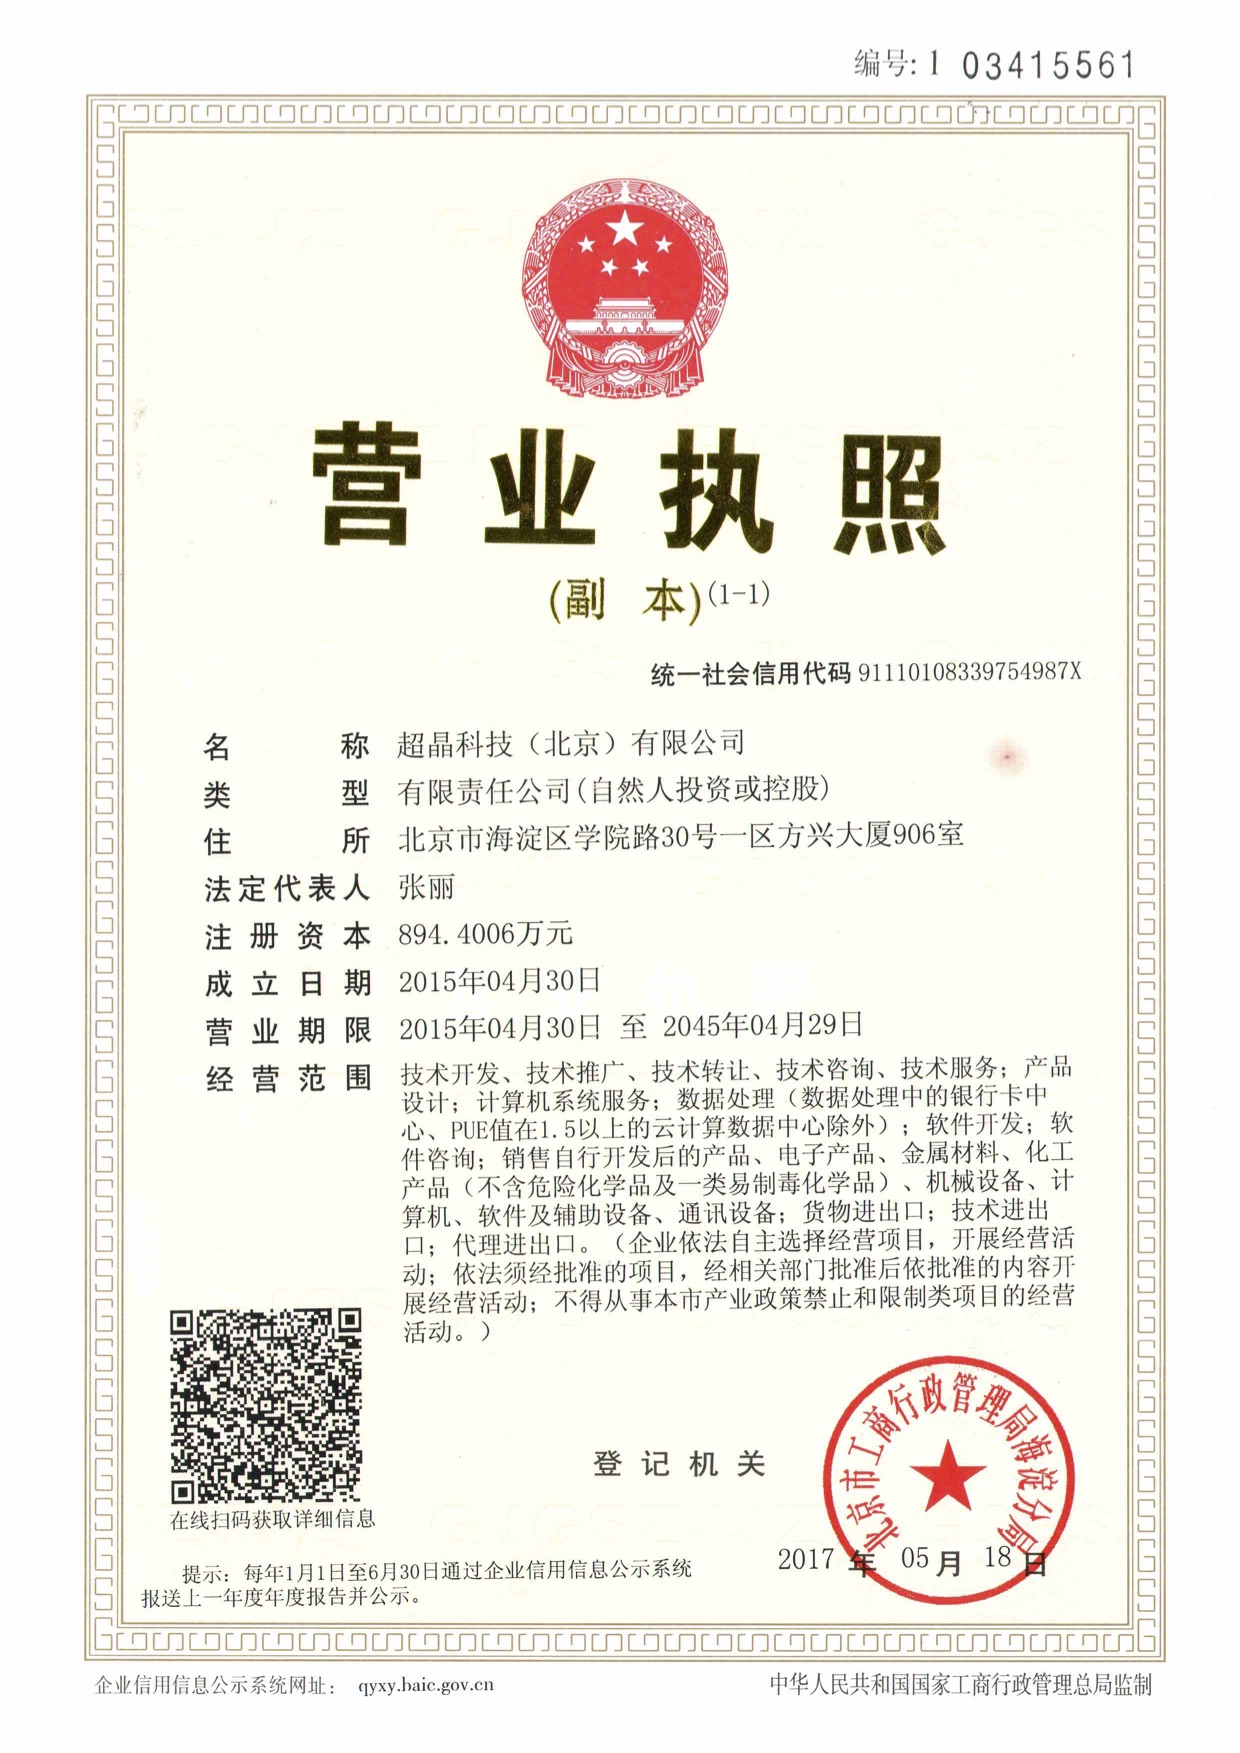 编号: 1 03415561
营业执照
(副 本)(1-1)
统一社会信用代码 91110108339754987X
名 称 超晶科技（北京）有限公司
类 型 有限责任公司(自然人投资或控股)
住 所 北京市海淀区学院路30号一区方兴大厦906室
法定代表人 张丽
注册资本 894.4006万元
成立日期 2015年04月30日
营业期限 2015年04月30日 至 2045年04月29日
经营范围 技术开发、技术推广、技术转让、技术咨询、技术服务；产品
设计；计算机系统服务；数据处理（数据处理中的银行卡中
心、PUE值在1.5以上的云计算数据中心除外）；软件开发；软
件咨询；销售自行开发后的产品、电子产品、金属材料、化工
产品（不含危险化学品及一类易制毒化学品）、机械设备、计
算机、软件及辅助设备、通讯设备；货物进出口；技术进出
口；代理进出口。（企业依法自主选择经营项目，开展经营活
动；依法须经批准的项目，经相关部门批准后依批准的内容开
展经营活动；不得从事本市产业政策禁止和限制类项目的经营
活动。）
在线扫码获取详细信息
登记机关
北京市工商行政管理局海淀分局
2017 年 05 月 18 日
提示：每年1月1日至6月30日通过企业信用信息公示系统
报送上一年度年度报告并公示。
企业信用信息公示系统网址： qyxy.baic.gov.cn
中华人民共和国国家工商行政管理总局监制